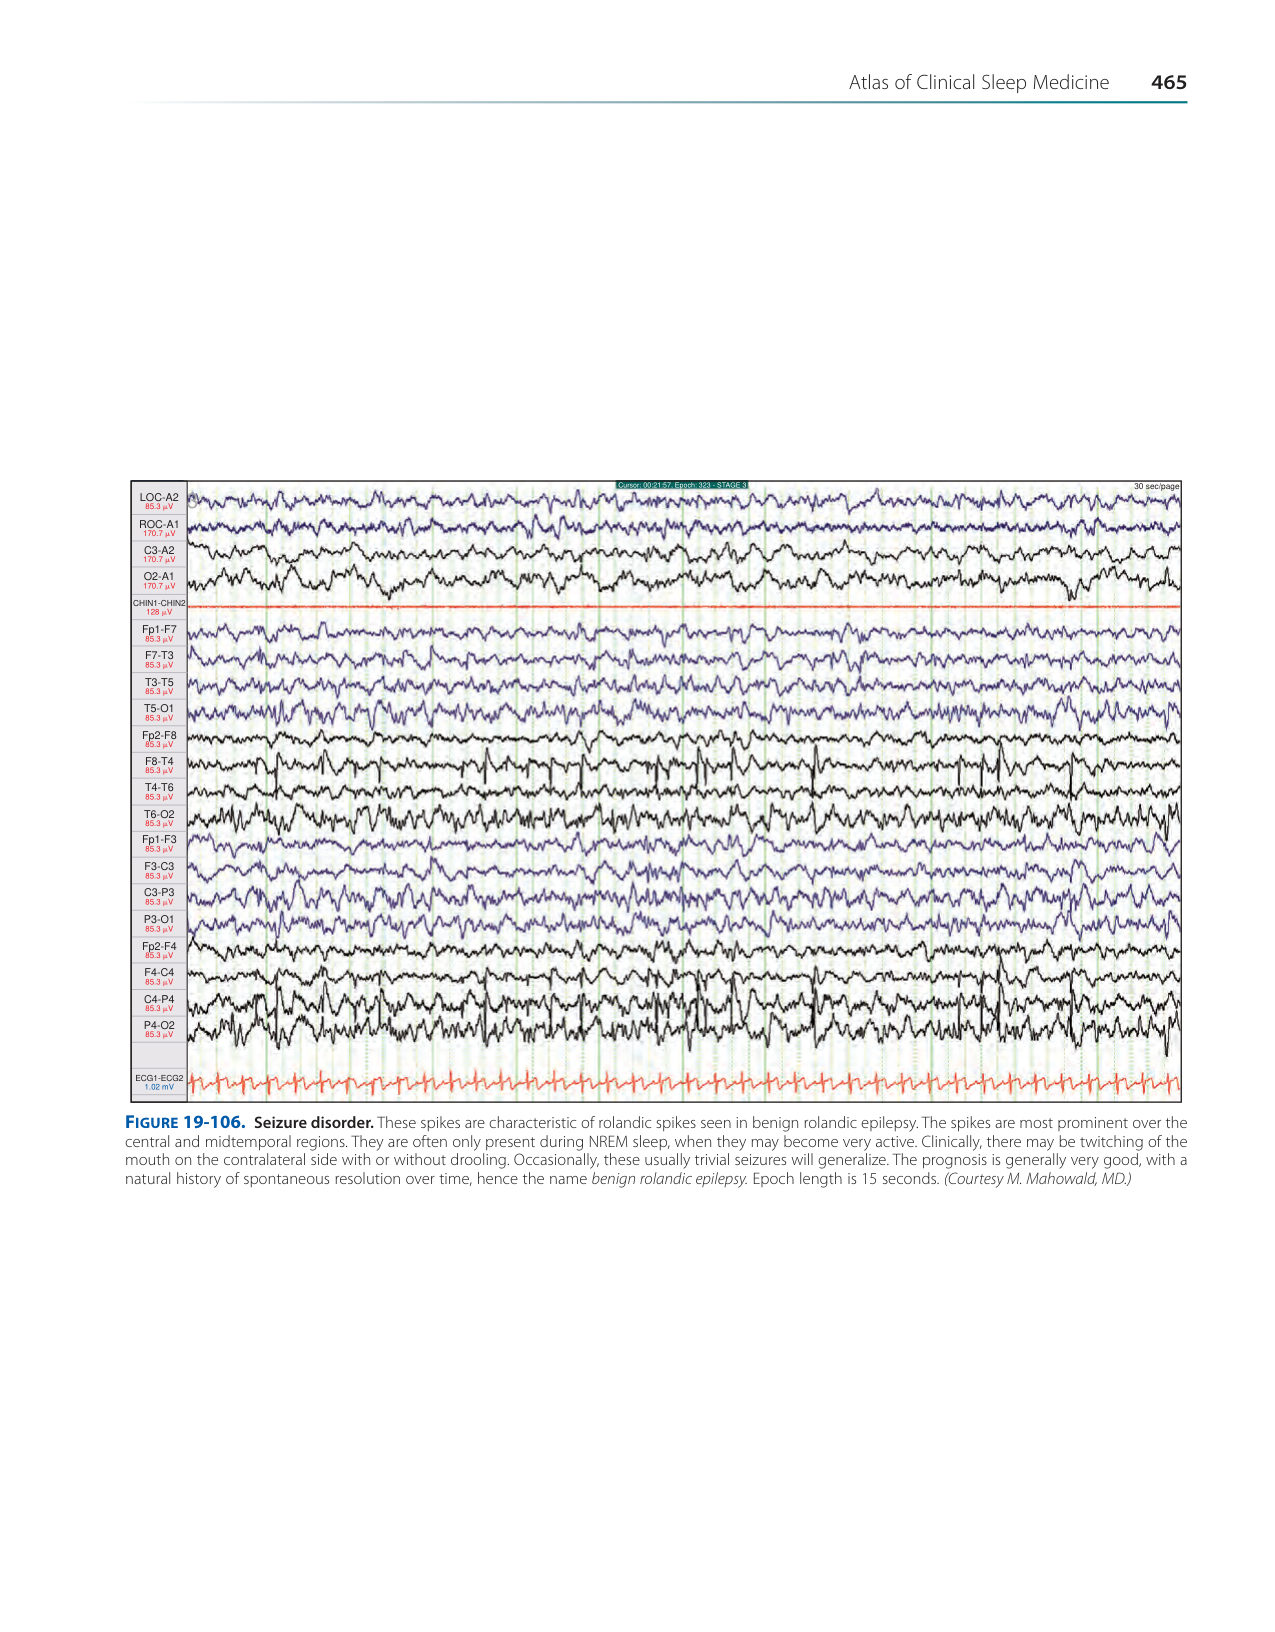 Atlas of Clinical Sleep Medicine 465
Cursor: 00:21:57, Epoch: 323 - STAGE 3
30 sec/page
LOC-A2
85.3 µV
ROC-A1
170.7 µV
C3-A2
170.7 µV
O2-A1
170.7 µV
CHIN1-CHIN2
128 µV
Fp1-F7
85.3 µV
F7-T3
85.3 µV
T3-T5
85.3 µV
T5-O1
85.3 µV
Fp2-F8
85.3 µV
F8-T4
85.3 µV
T4-T6
85.3 µV
T6-O2
85.3 µV
Fp1-F3
85.3 µV
F3-C3
85.3 µV
C3-P3
85.3 µV
P3-O1
85.3 µV
Fp2-F4
85.3 µV
F4-C4
85.3 µV
C4-P4
85.3 µV
P4-O2
85.3 µV
ECG1-ECG2
1.02 mV
FIGURE 19-106. Seizure disorder. These spikes are characteristic of rolandic spikes seen in benign rolandic epilepsy. The spikes are most prominent over the
central and midtemporal regions. They are often only present during NREM sleep, when they may become very active. Clinically, there may be twitching of the
mouth on the contralateral side with or without drooling. Occasionally, these usually trivial seizures will generalize. The prognosis is generally very good, with a
natural history of spontaneous resolution over time, hence the name benign rolandic epilepsy. Epoch length is 15 seconds. (Courtesy M. Mahowald, MD.)